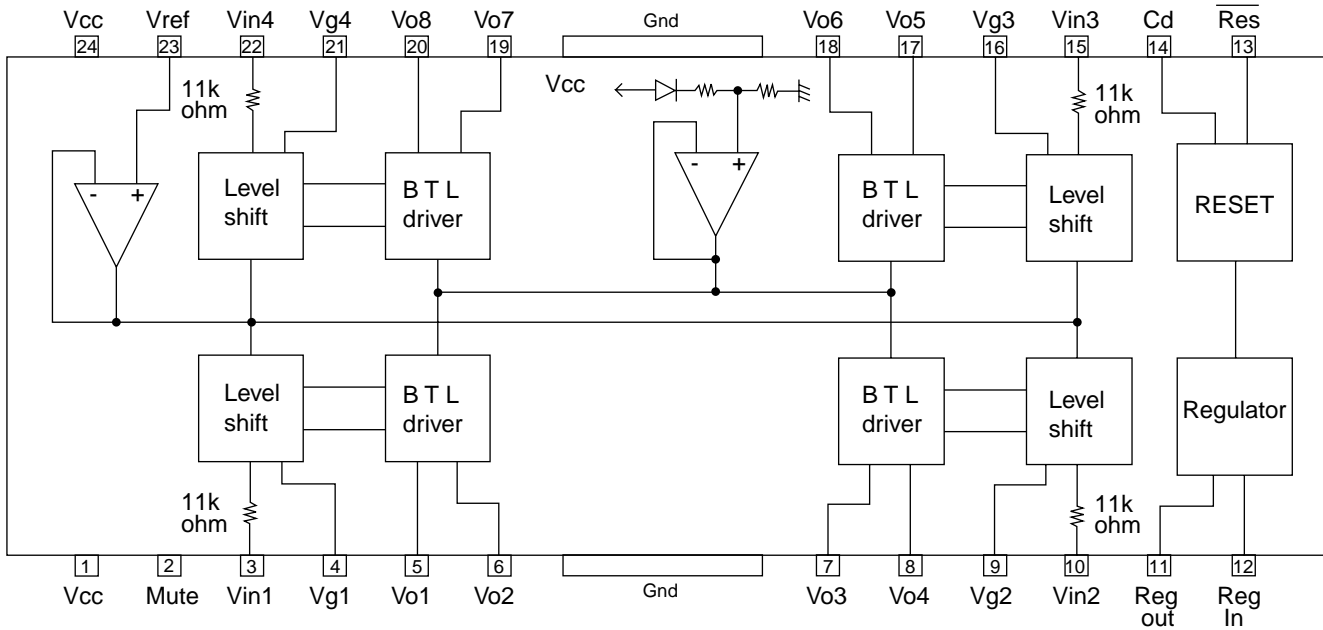 Vcc Vref Vin4 Vg4 Vo8 Vo7 Gnd Vo6 Vo5 Vg3 Vin3 Cd Res
24 23 22 21 20 19 18 17 16 15 14 13
11k
ohm
Vcc
11k
ohm
- +
Level
shift
B T L
driver
- +
B T L
driver
Level
shift
RESET
Level
shift
B T L
driver
B T L
driver
Level
shift
Regulator
11k
ohm
11k
ohm
1 2 3 4 5 6 7 8 9 10 11 12
Vcc Mute Vin1 Vg1 Vo1 Vo2 Gnd Vo3 Vo4 Vg2 Vin2 Reg Reg
out In